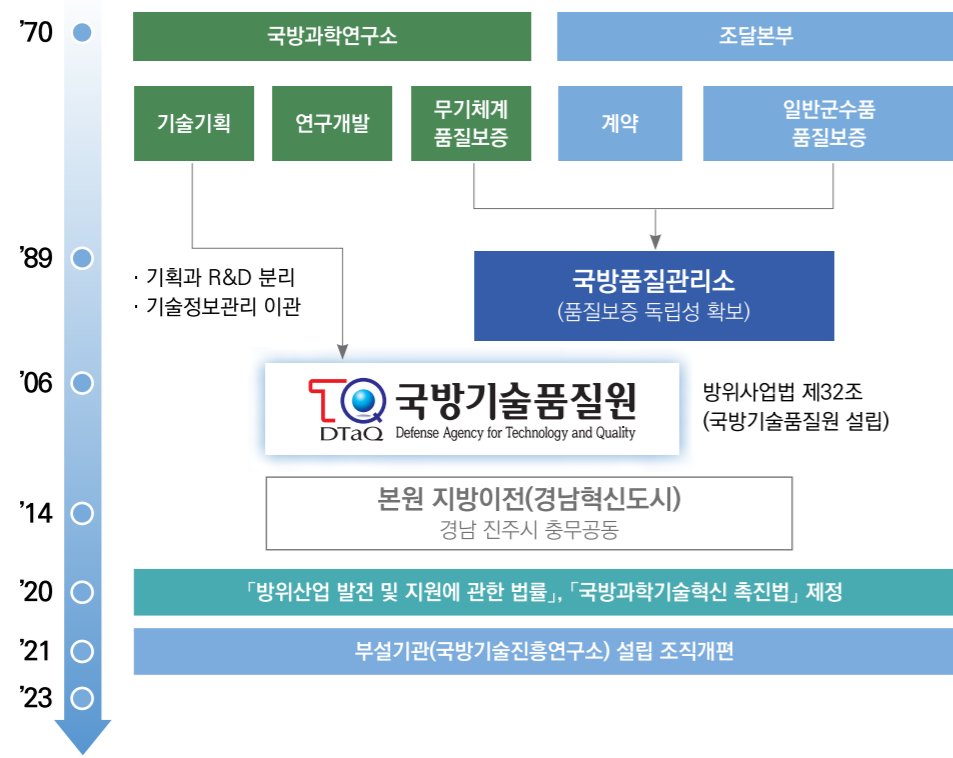 ’70
국방과학연구소
조달본부
기술기획
연구개발
무기체계
품질보증
계약
일반군수품
품질보증
’89
· 기획과 R&D 분리
· 기술정보관리 이관
국방품질관리소
(품질보증 독립성 확보)
’06
TQ
DTaQ
국방기술품질원
Defense Agency for Technology and Quality
방위사업법 제32조
(국방기술품질원 설립)
’14
본원 지방이전(경남혁신도시)
경남 진주시 충무공동
’20
「방위산업 발전 및 지원에 관한 법률」, 「국방과학기술혁신 촉진법」 제정
’21
부설기관(국방기술진흥연구소) 설립 조직개편
’23